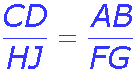 CD/HJ = AB/FG